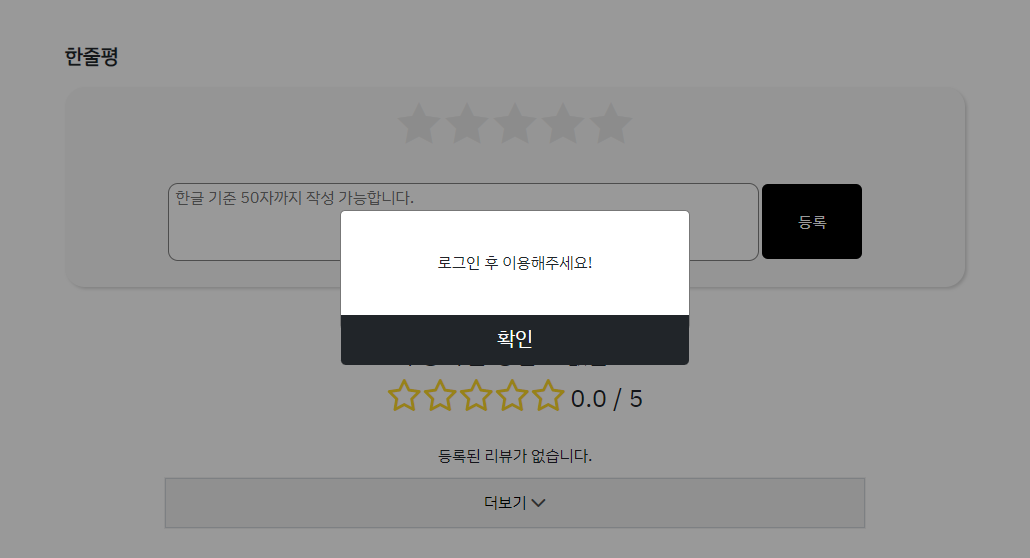 한줄평
한글 기준 50자까지 작성 가능합니다.
등록
로그인 후 이용해주세요!
확인
0.0 / 5
등록된 리뷰가 없습니다.
더보기